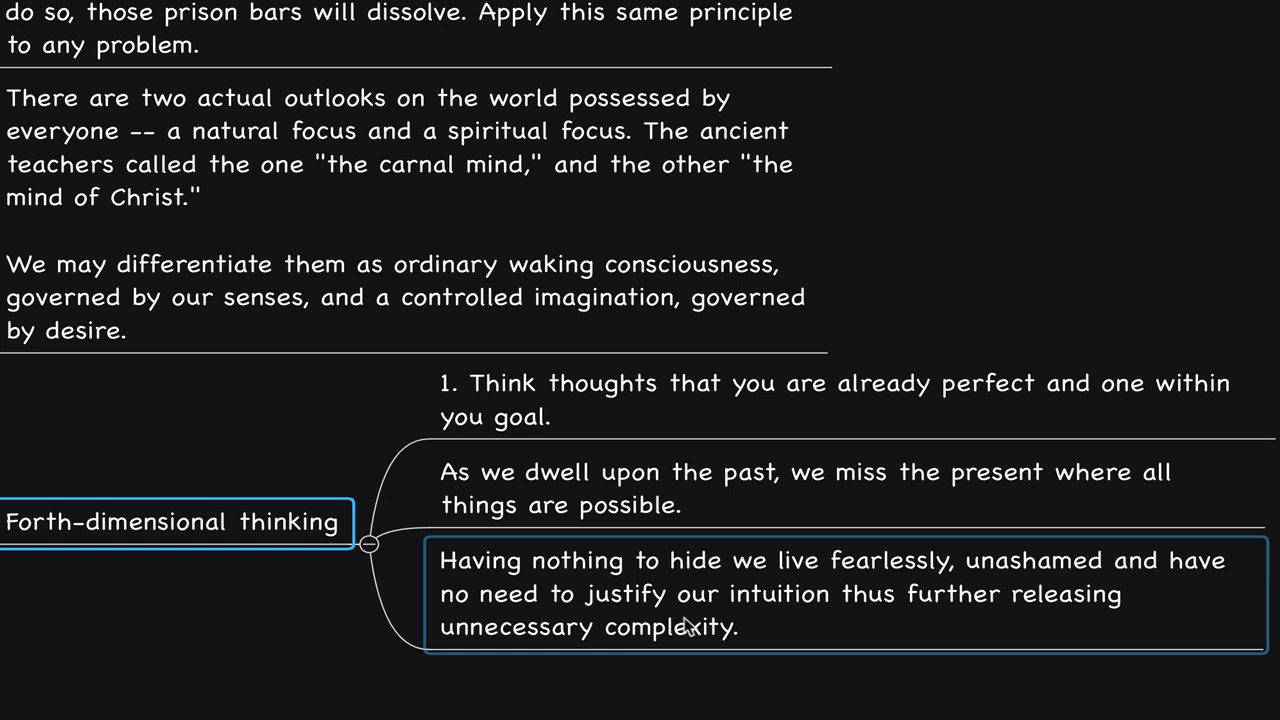 do so, those prison bars will dissolve. Apply this same principle
to any problem.
There are two actual outlooks on the world possessed by
everyone -- a natural focus and a spiritual focus. The ancient
teachers called the one "the carnal mind," and the other "the
mind of Christ."
We may differentiate them as ordinary waking consciousness,
governed by our senses, and a controlled imagination, governed
by desire.
1. Think thoughts that you are already perfect and one within
you goal.
As we dwell upon the past, we miss the present where all
things are possible.
Forth-dimensional thinking
Having nothing to hide we live fearlessly, unashamed and have
no need to justify our intuition thus further releasing
unnecessary complexity.